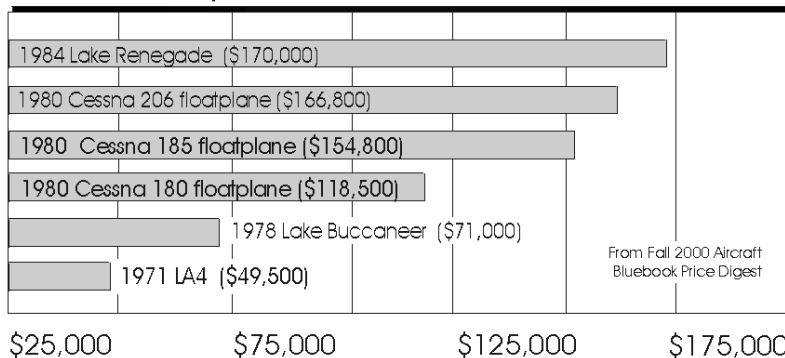 1984 Lake Renegade ($170,000)
1980 Cessna 206 floatplane ($166,800)
1980 Cessna 185 floatplane ($154,800)
1980 Cessna 180 floatplane ($118,500)
1978 Lake Buccaneer ($71,000)
1971 LA4 ($49,500)
From Fall 2000 Aircraft
Bluebook Price Digest
$25,000 $75,000 $125,000 $175,000